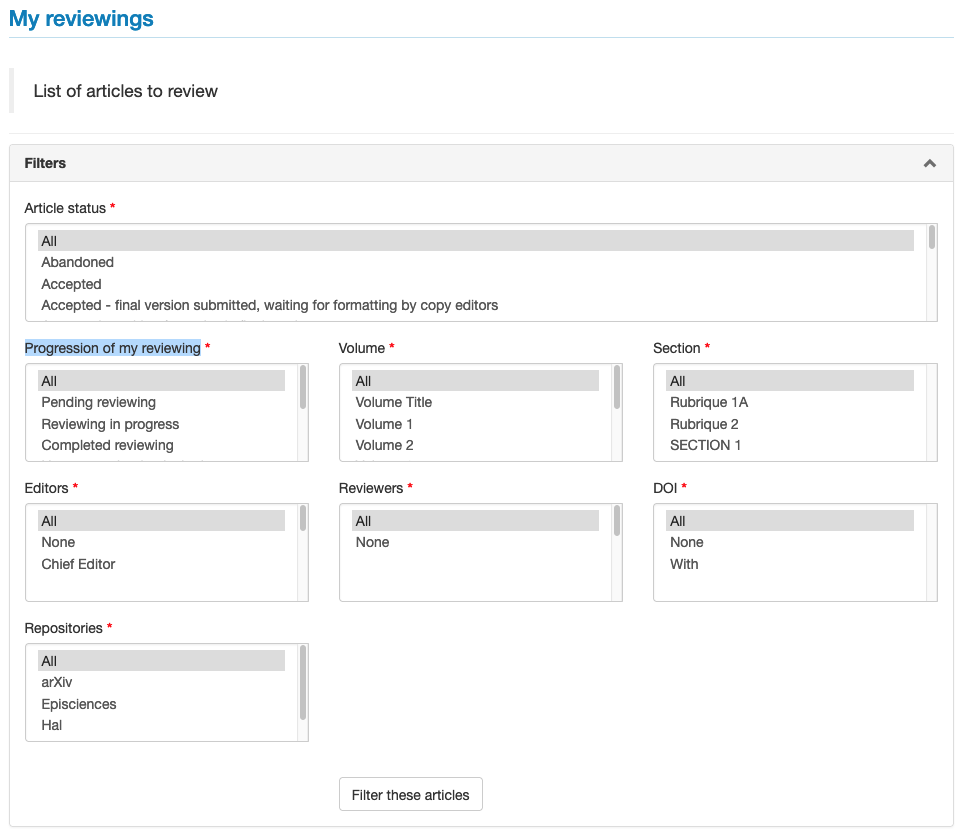 My reviewings
List of articles to review
Filters
Article status *
All
Abandoned
Accepted
Accepted - final version submitted, waiting for formatting by copy editors
Progression of my reviewing *
All
Pending reviewing
Reviewing in progress
Completed reviewing
Volume *
All
Volume Title
Volume 1
Volume 2
Section *
All
Rubrique 1A
Rubrique 2
SECTION 1
Editors *
All
None
Chief Editor
Reviewers *
All
None
DOI *
All
None
With
Repositories *
All
arXiv
Episciences
Hal
Filter these articles